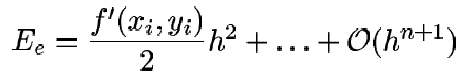 E_e = \frac{f'(x_i, y_i)}{2} h^2 + \ldots + \mathcal{O}(h^{n+1})